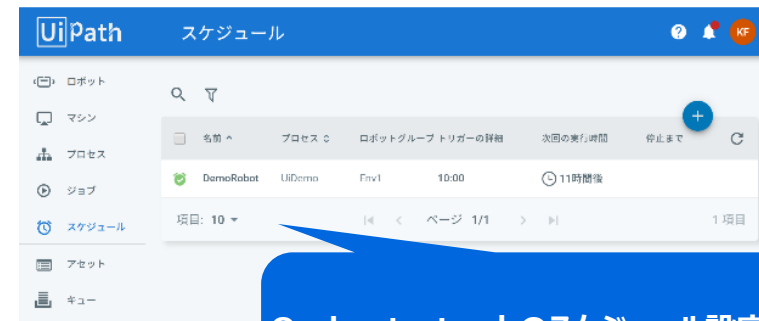 UiPath スケジュール KF
ロボット
マシン
プロセス
ジョブ
スケジュール
アセット
キュー
名前 プロセス ロボットグループ トリガーの詳細 次回の実行時間 停止まで
DemoRobot UiDemo Env1 10:00 11時間後
項目: 10 ページ 1/1 1 項目